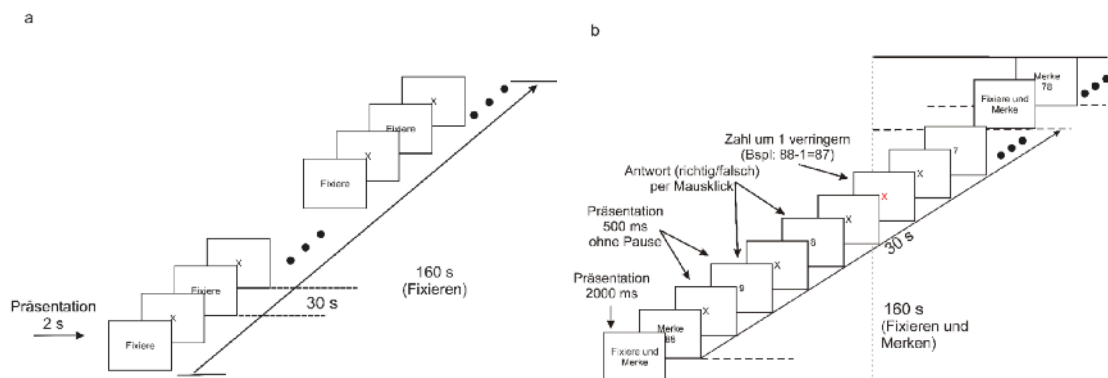 a
X
Fixiere
X
Fixiere
X
Fixiere
X
Fixiere
Präsentation
2 s
30 s
160 s
(Fixieren)
b
Merke
78
Fixiere und
Merke
7
X
X
X
Zahl um 1 verringern
(Bspl: 88-1=87)
Antwort (richtig/falsch)
per Mausklick
8
X
9
X
Präsentation
500 ms
ohne Pause
Präsentation
2000 ms
Merke
Fixiere und
Merke
30 s
160 s
(Fixieren und
Merken)